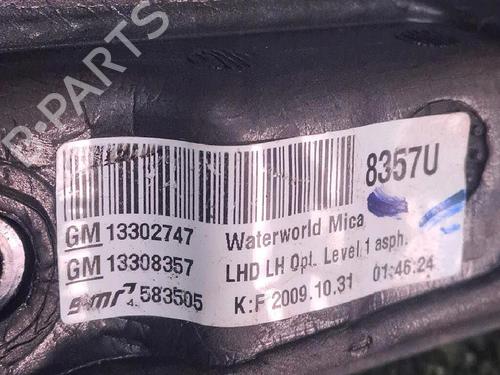 -PARTS
8357U
GM 13302747 Waterworld Mica
GM 13308357 LHD LH Opt. Level 1 asph.
smr 583505 K:F 2009.10.31 01:46:24